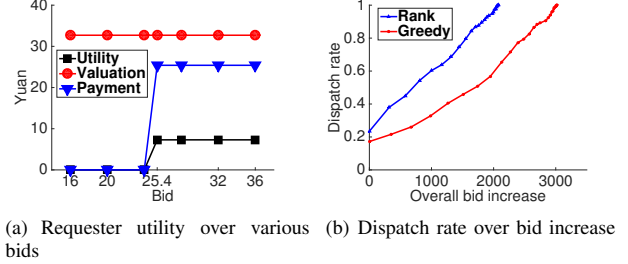 40
30
20
10
0
Yuan
Utility
Valuation
Payment
16 20 25.4 32 36
Bid
1
0.8
0.6
0.4
0.2
0
Dispatch rate
Rank
Greedy
0 1000 2000 3000
Overall bid increase
(a) Requester utility over various
bids
(b) Dispatch rate over bid increase